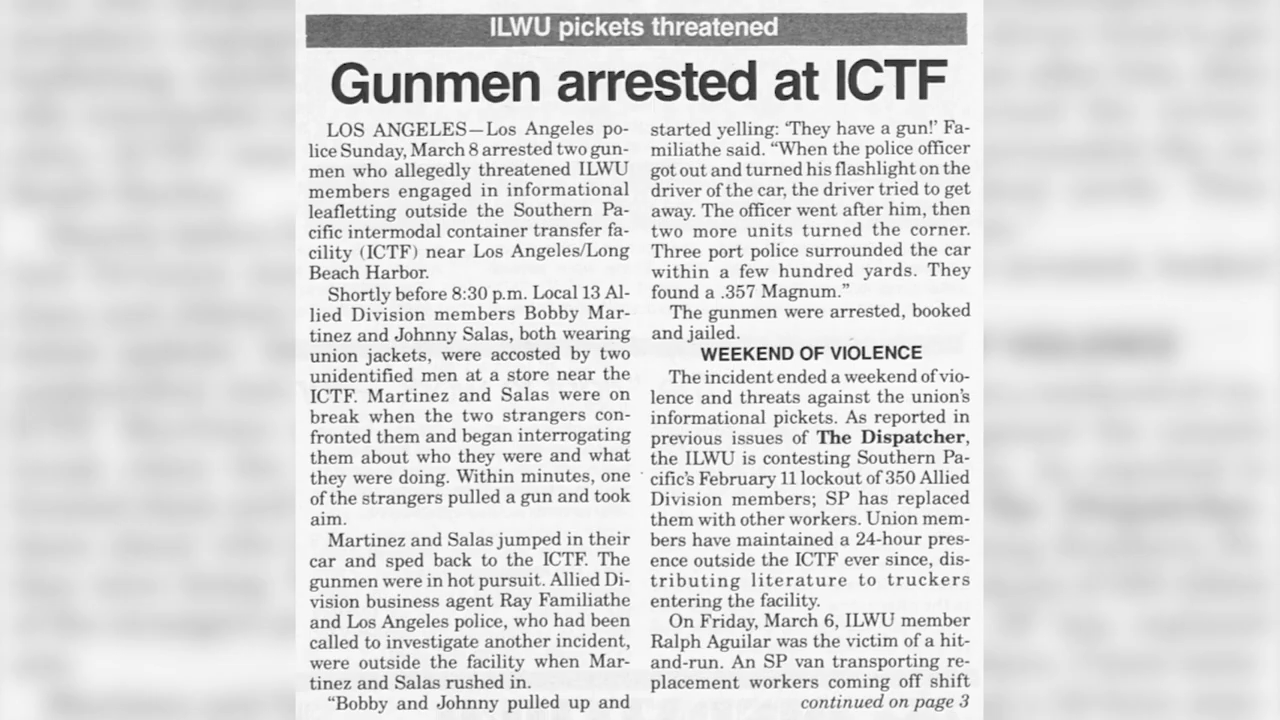 ILWU pickets threatened
Gunmen arrested at ICTF
LOS ANGELES—Los Angeles po-
lice Sunday, March 8 arrested two gun-
men who allegedly threatened ILWU
members engaged in informational
leafletting outside the Southern Pa-
cific intermodal container transfer fa-
cility (ICTF) near Los Angeles/Long
Beach Harbor.
Shortly before 8:30 p.m. Local 13 Al-
lied Division members Bobby Mar-
tinez and Johnny Salas, both wearing
union jackets, were accosted by two
unidentified men at a store near the
ICTF. Martinez and Salas were on
break when the two strangers con-
fronted them and began interrogating
them about who they were and what
they were doing. Within minutes, one
of the strangers pulled a gun and took
aim.
Martinez and Salas jumped in their
car and sped back to the ICTF. The
gunmen were in hot pursuit. Allied Di-
vision business agent Ray Familiathe
and Los Angeles police, who had been
called to investigate another incident,
were outside the facility when Mar-
tinez and Salas rushed in.
“Bobby and Johnny pulled up and
started yelling: ‘They have a gun!’ Fa-
miliathe said. “When the police officer
got out and turned his flashlight on the
driver of the car, the driver tried to get
away. The officer went after him, then
two more units turned the corner.
Three port police surrounded the car
within a few hundred yards. They
found a .357 Magnum.”
The gunmen were arrested, booked
and jailed.
WEEKEND OF VIOLENCE
The incident ended a weekend of vio-
lence and threats against the union's
informational pickets. As reported in
previous issues of The Dispatcher,
the ILWU is contesting Southern Pa-
cific's February 11 lockout of 350 Allied
Division members; SP has replaced
them with other workers. Union mem-
bers have maintained a 24-hour pres-
ence outside the ICTF ever since, dis-
tributing literature to truckers
entering the facility.
On Friday, March 6, ILWU member
Ralph Aguilar was the victim of a hit-
and-run. An SP van transporting re-
placement workers coming off shift
continued on page 3